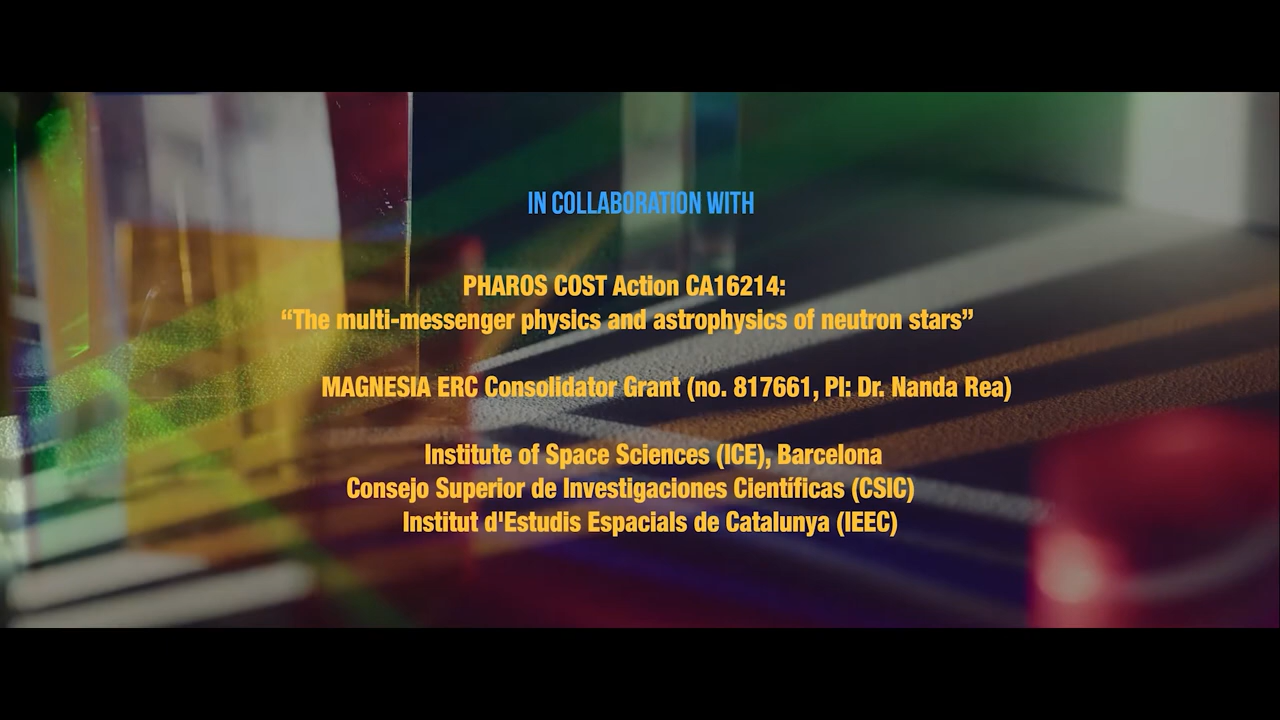 IN COLLABORATION WITH
PHAROS COST Action CA16214:
“The multi-messenger physics and astrophysics of neutron stars”
MAGNESIA ERC Consolidator Grant (no. 817661, PI: Dr. Nanda Rea)
Institute of Space Sciences (ICE), Barcelona
Consejo Superior de Investigaciones Científicas (CSIC)
Institut d'Estudis Espacials de Catalunya (IEEC)